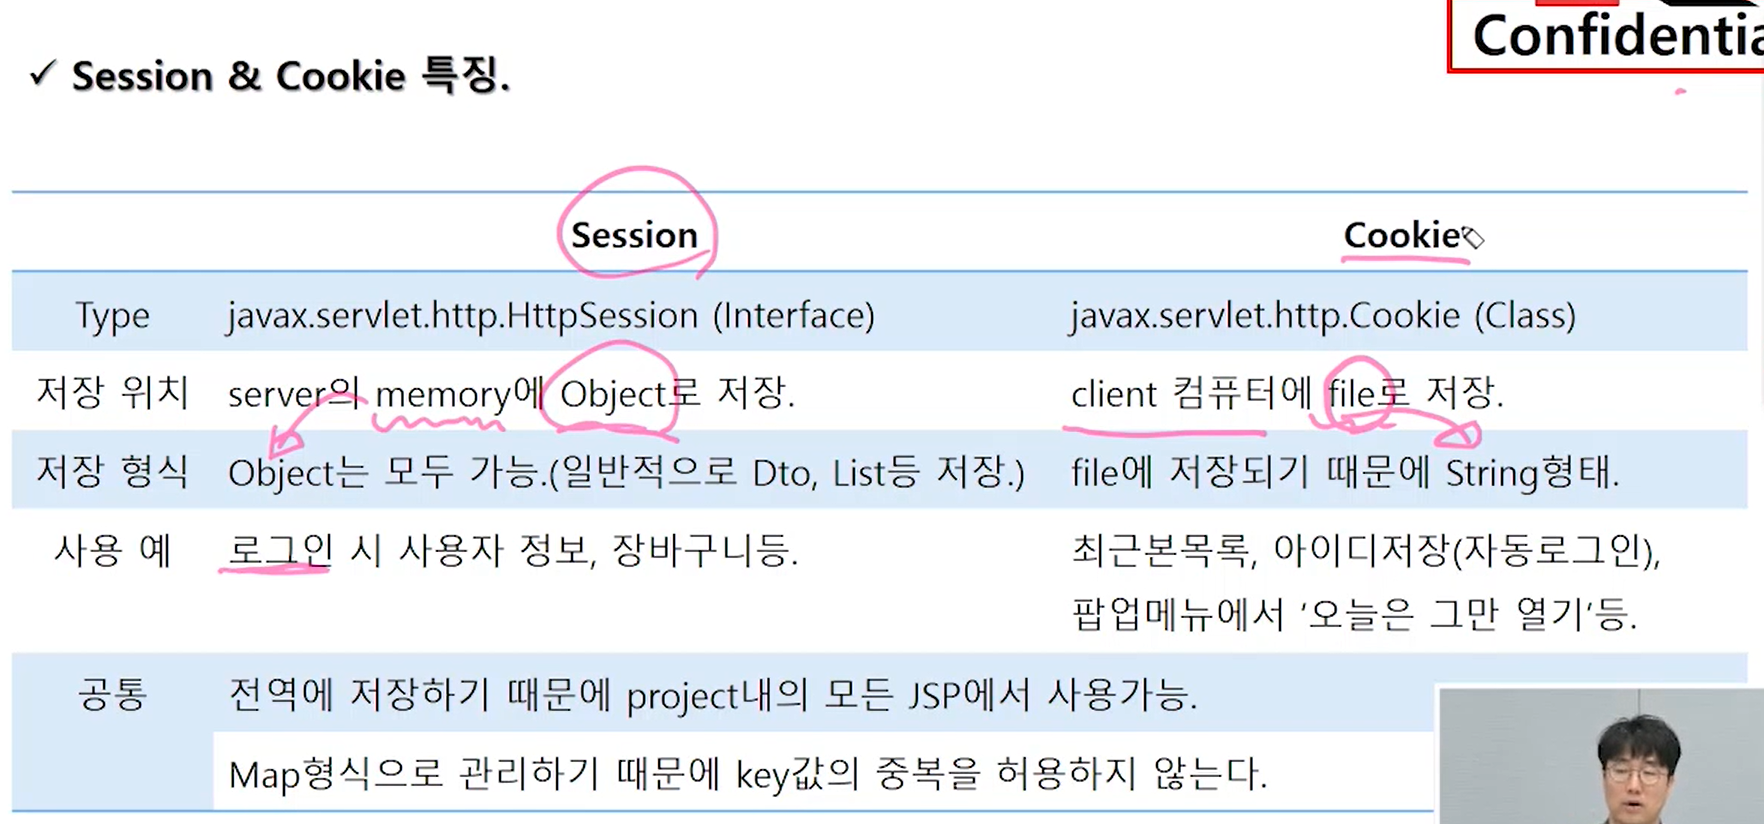 Confidentia
✓ Session & Cookie 특징.
Session Cookie
Type javax.servlet.http.HttpSession (Interface) javax.servlet.http.Cookie (Class)
저장 위치 server의 memory에 Object로 저장. client 컴퓨터에 file로 저장.
저장 형식 Object는 모두 가능.(일반적으로 Dto, List등 저장.) file에 저장되기 때문에 String형태.
사용 예 로그인 시 사용자 정보, 장바구니등. 최근본목록, 아이디저장(자동로그인),
팝업메뉴에서 '오늘은 그만 열기'등.
공통 전역에 저장하기 때문에 project내의 모든 JSP에서 사용가능.
Map형식으로 관리하기 때문에 key값의 중복을 허용하지 않는다.